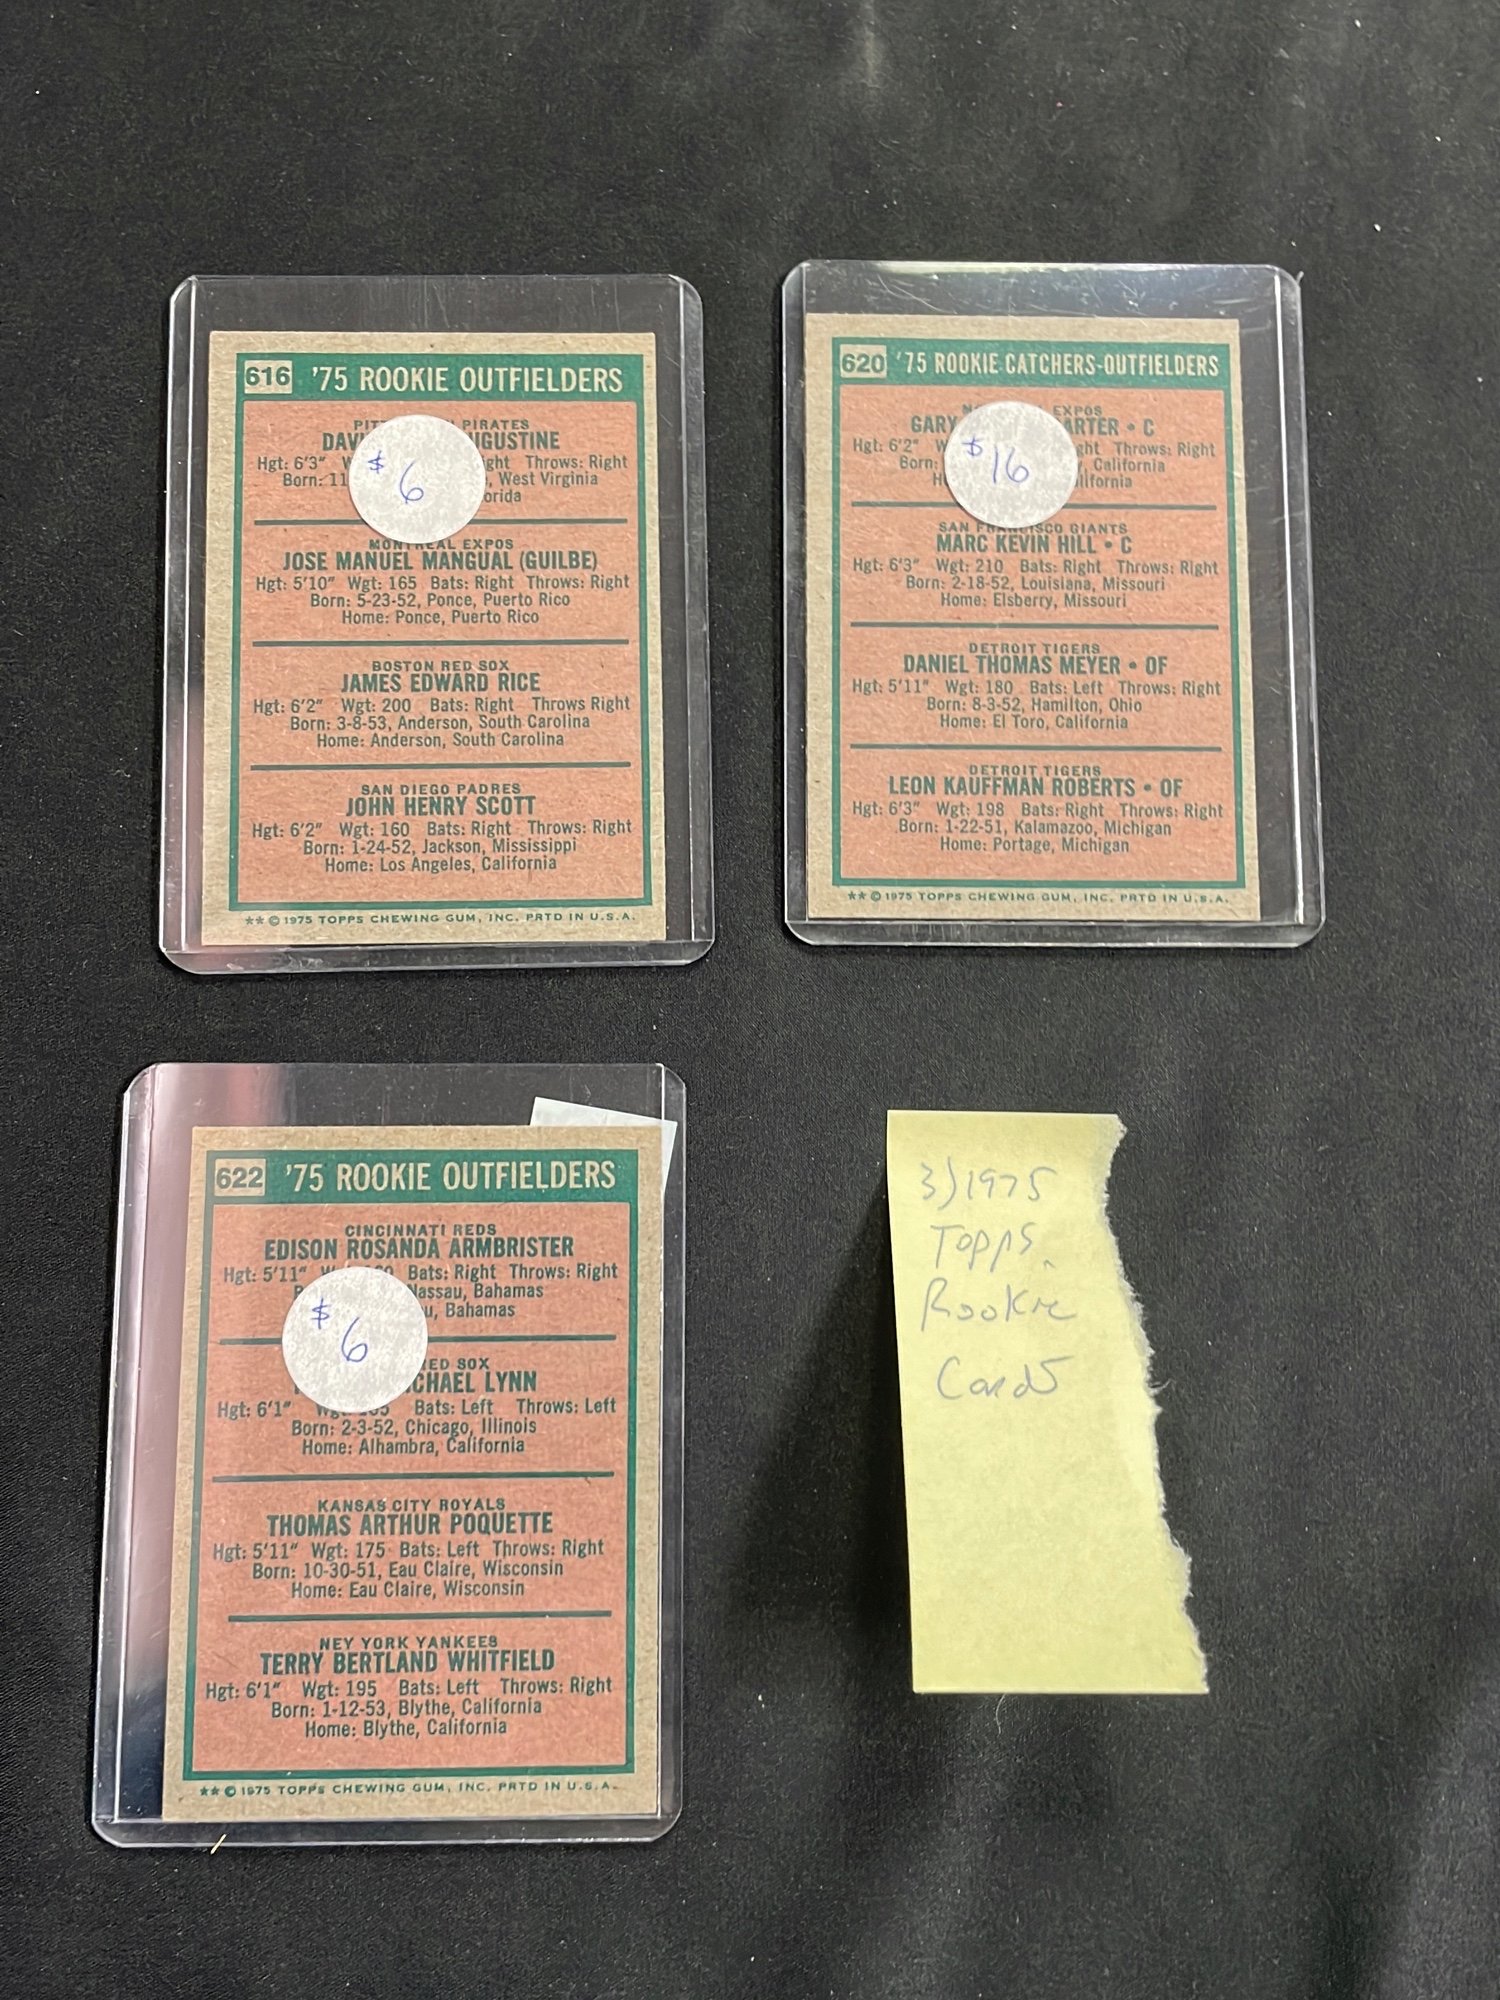 616 '75 ROOKIE OUTFIELDERS
PIRATES
Hgt: 6'3" Throws: Right
Born: 11 West Virginia
$6
MONTREAL EXPOS
JOSE MANUEL MANGUAL (GUILBE)
Hgt: 5'10" Wgt: 165 Bats: Right Throws: Right
Born: 5-23-52, Ponce, Puerto Rico
Home: Ponce, Puerto Rico
BOSTON RED SOX
JAMES EDWARD RICE
Hgt: 6'2" Wgt: 200 Bats: Right Throws Right
Born: 3-8-53, Anderson, South Carolina
Home: Anderson, South Carolina
SAN DIEGO PADRES
JOHN HENRY SCOTT
Hgt: 6'2" Wgt: 160 Bats: Right Throws: Right
Born: 1-24-52, Jackson, Mississippi
Home: Los Angeles, California
** © 1975 TOPPS CHEWING GUM, INC. PRTD IN U.S.A.
620 '75 ROOKIE CATCHERS-OUTFIELDERS
EXPOS
GARY • C
Hgt: 6'2" Throws: Right
Born: California
$16
SAN FRANCISCO GIANTS
MARC KEVIN HILL • C
Hgt: 6'3" Wgt: 210 Bats: Right Throws: Right
Born: 2-18-52, Louisiana, Missouri
Home: Elsberry, Missouri
DETROIT TIGERS
DANIEL THOMAS MEYER • OF
Hgt: 5'11" Wgt: 180 Bats: Left Throws: Right
Born: 8-3-52, Hamilton, Ohio
Home: El Toro, California
DETROIT TIGERS
LEON KAUFFMAN ROBERTS • OF
Hgt: 6'3" Wgt: 198 Bats: Right Throws: Right
Born: 1-22-51, Kalamazoo, Michigan
Home: Portage, Michigan
** © 1975 TOPPS CHEWING GUM, INC. PRTD IN U.S.A.
622 '75 ROOKIE OUTFIELDERS
CINCINNATI REDS
EDISON ROSANDA ARMBRISTER
Hgt: 5'11" Bats: Right Throws: Right
Nassau, Bahamas
Bahamas
$6
RED SOX
LYNN
Hgt: 6'1" Bats: Left Throws: Left
Born: 2-3-52, Chicago, Illinois
Home: Alhambra, California
KANSAS CITY ROYALS
THOMAS ARTHUR POQUETTE
Hgt: 5'11" Wgt: 175 Bats: Left Throws: Right
Born: 10-30-51, Eau Claire, Wisconsin
Home: Eau Claire, Wisconsin
NEY YORK YANKEES
TERRY BERTLAND WHITFIELD
Hgt: 6'1" Wgt: 195 Bats: Left Throws: Right
Born: 1-12-53, Blythe, California
Home: Blythe, California
** © 1975 TOPPS CHEWING GUM, INC. PRTD IN U.S.A.
3) 1975
Topps
Rookie
Cards